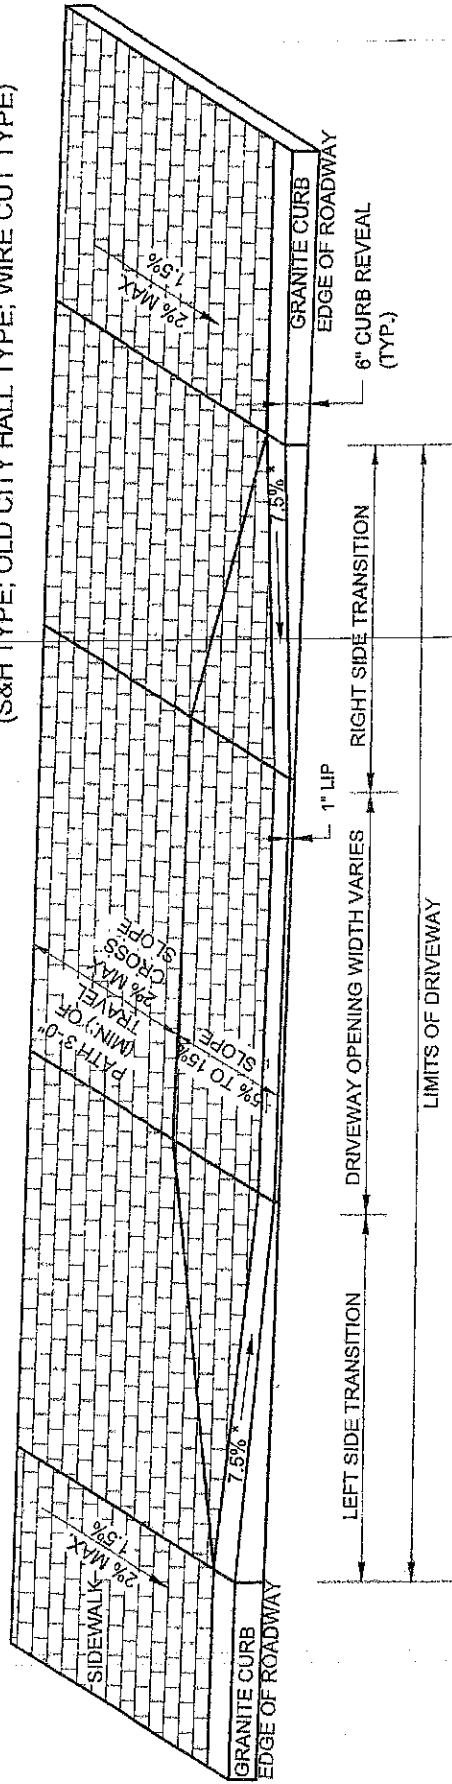 (S&H TYPE; OLD CITY HALL TYPE; WIRE CUT TYPE)
SIDEWALK
2% MAX.
1.5%
PATH 3'-0"
(MIN.) OF
TRAVEL
2% MAX
CROSS
SLOPE
5% TO 15%
SLOPE
2% MAX.
1.5%
7.5% *
7.5% *
GRANITE CURB
EDGE OF ROADWAY
GRANITE CURB
EDGE OF ROADWAY
1" LIP
6" CURB REVEAL
(TYP.)
LEFT SIDE TRANSITION
DRIVEWAY OPENING WIDTH VARIES
RIGHT SIDE TRANSITION
LIMITS OF DRIVEWAY